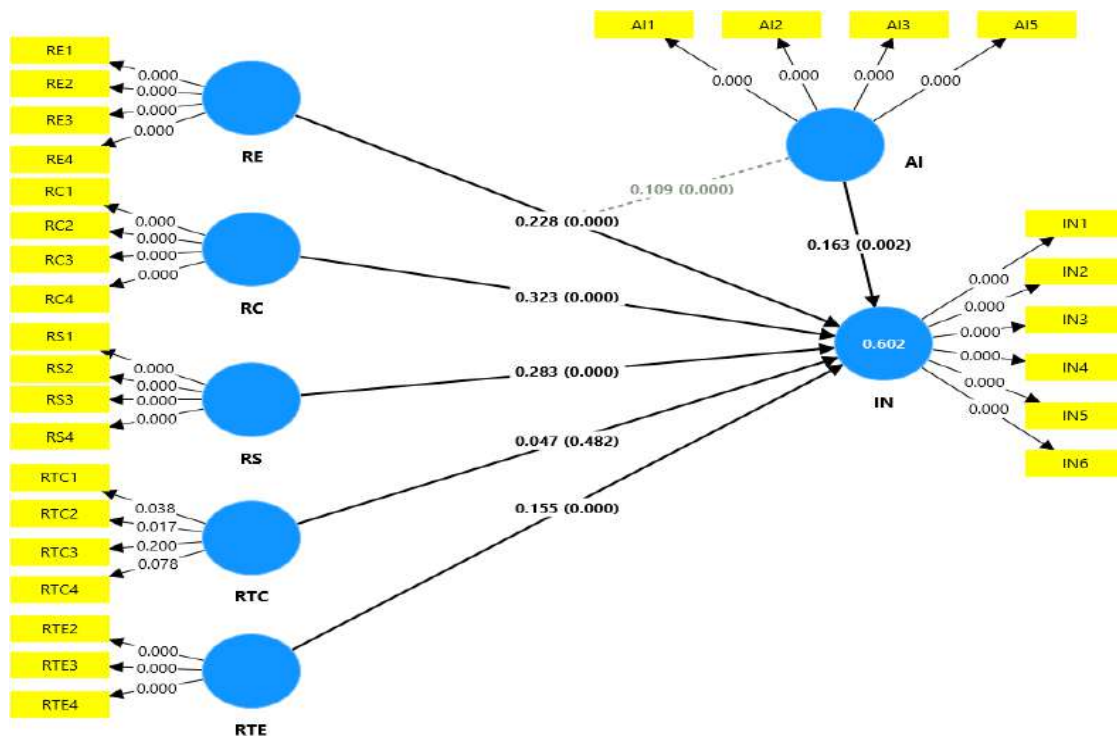 AI1 AI2 AI3 AI5
0.000 0.000 0.000 0.000
AI
RE1
RE2
RE3
RE4
0.000
0.000
0.000
0.000
RE
RC1
RC2
RC3
RC4
0.000
0.000
0.000
0.000
RC
RS1
RS2
RS3
RS4
0.000
0.000
0.000
0.000
RS
RTC1
RTC2
RTC3
RTC4
0.038
0.017
0.200
0.078
RTC
RTE2
RTE3
RTE4
0.000
0.000
0.000
RTE
0.109 (0.000)
0.228 (0.000)
0.163 (0.002)
0.323 (0.000)
0.283 (0.000)
0.047 (0.482)
0.155 (0.000)
0.602
IN
0.000
0.000
0.000
0.000
0.000
0.000
IN1
IN2
IN3
IN4
IN5
IN6